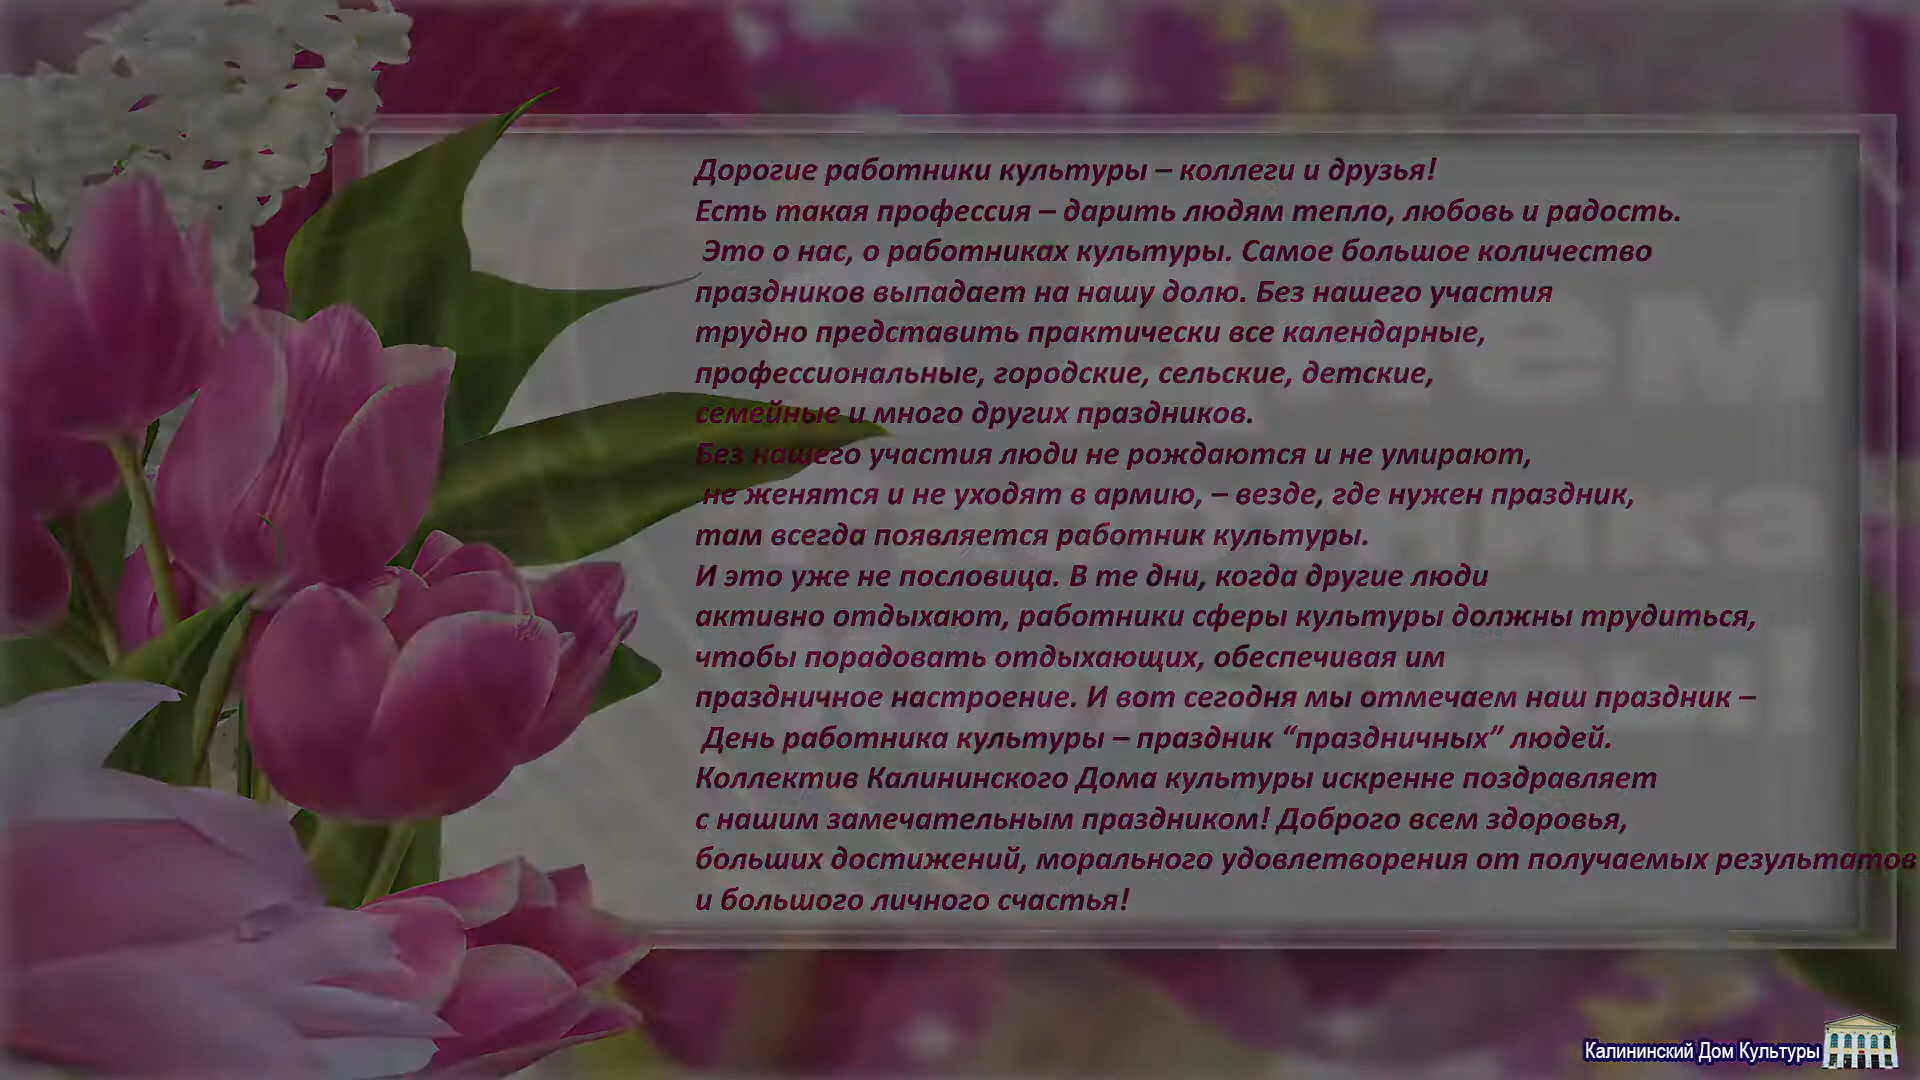 Дорогие работники культуры – коллеги и друзья!
Есть такая профессия – дарить людям тепло, любовь и радость.
Это о нас, о работниках культуры. Самое большое количество
праздников выпадает на нашу долю. Без нашего участия
трудно представить практически все календарные,
профессиональные, городские, сельские, детские,
семейные и много других праздников.
Без нашего участия люди не рождаются и не умирают,
не женятся и не уходят в армию, – везде, где нужен праздник,
там всегда появляется работник культуры.
И это уже не пословица. В те дни, когда другие люди
активно отдыхают, работники сферы культуры должны трудиться,
чтобы порадовать отдыхающих, обеспечивая им
праздничное настроение. И вот сегодня мы отмечаем наш праздник –
День работника культуры – праздник “праздничных” людей.
Коллектив Калининского Дома культуры искренне поздравляет
с нашим замечательным праздником! Доброго всем здоровья,
больших достижений, морального удовлетворения от получаемых результатов
и большого личного счастья!
Калининский Дом Культуры